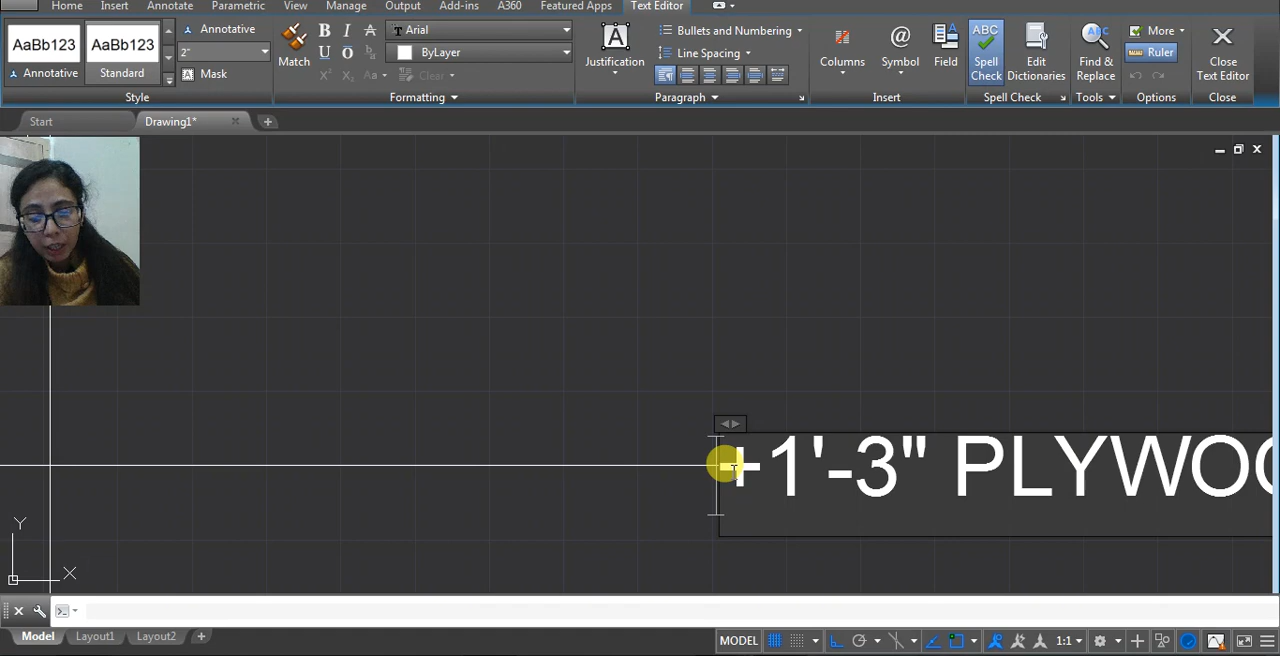 Home Insert Annotate Parametric View Manage Output Add-ins A360 Featured Apps Text Editor
AaBb123 AaBb123 Annotative
Annotative Standard 2"
Mask
Style
Match
B I A Arial
U O ByLayer
Aa Clear
Formatting
Justification
Bullets and Numbering
Line Spacing
Paragraph
Columns
Symbol
Field
Insert
ABC
Spell
Check
Edit
Dictionaries
Spell Check
ABC
Find &
Replace
Tools
More
Ruler
Options
Close
Text Editor
Close
Start Drawing1*
+1'-3" PLYWOO
Y
X
Model Layout1 Layout2 +
MODEL 1:1